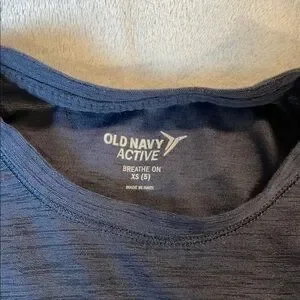 OLD NAVY
ACTIVE
BREATHE ON
XS (5)